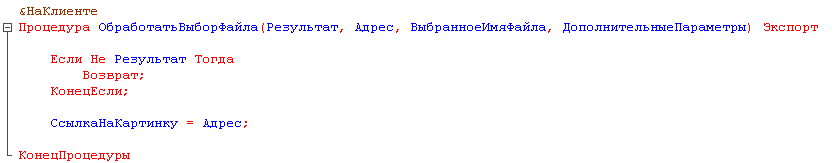 &НаКлиенте
Процедура ОбработатьВыборФайла(Результат, Адрес, ВыбранноеИмяФайла, ДополнительныеПараметры) Экспорт
Если Не Результат Тогда
Возврат;
КонецЕсли;
СсылкаНаКартинку = Адрес;
КонецПроцедуры